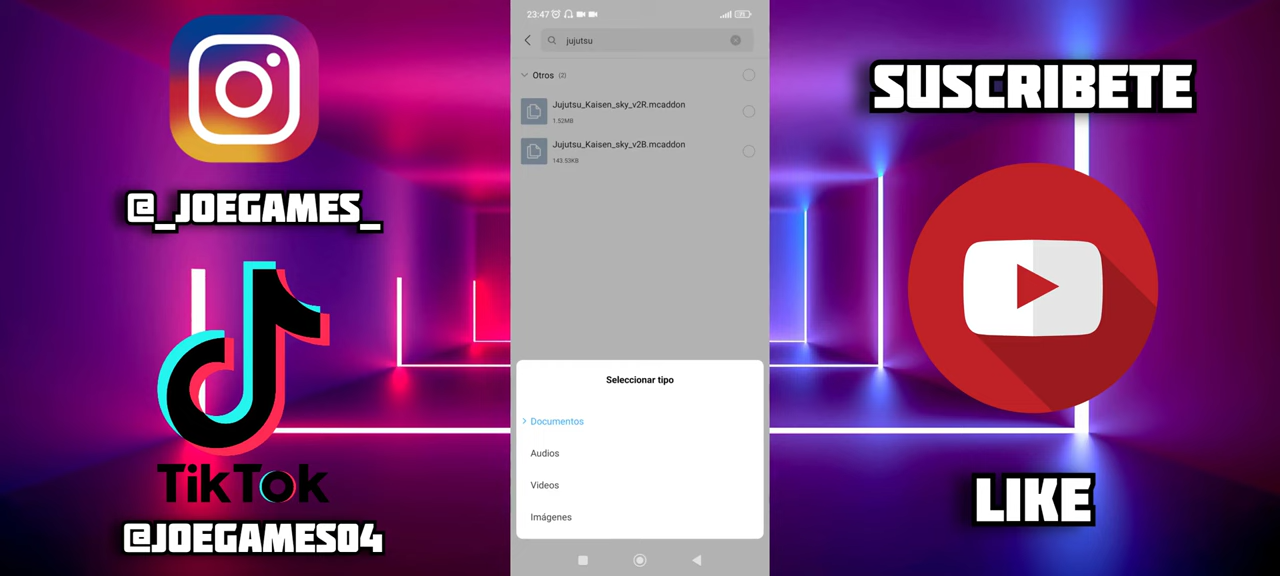 @_JOEGAMES_
TikTok
@JOEGAMES04
23:47
jujutsu
Otros (2)
Jujutsu_Kaisen_sky_v2R.mcaddon
1.52MB
Jujutsu_Kaisen_sky_v2B.mcaddon
143.53KB
Seleccionar tipo
Documentos
Audios
Videos
Imágenes
SUSCRIBETE
LIKE